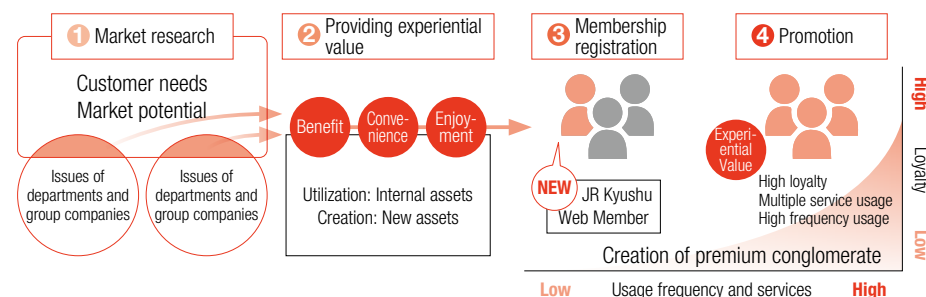 1 Market research
Customer needs
Market potential
Issues of
departments and
group companies
Issues of
departments and
group companies
2 Providing experiential
value
Benefit
Conve-
nience
Enjoy-
ment
Utilization: Internal assets
Creation: New assets
3 Membership
registration
NEW
JR Kyushu
Web Member
4 Promotion
Experi-
ential
Value
High loyalty
Multiple service usage
High frequency usage
Creation of premium conglomerate
High
Loyalty
Low
Low
Usage frequency and services
High